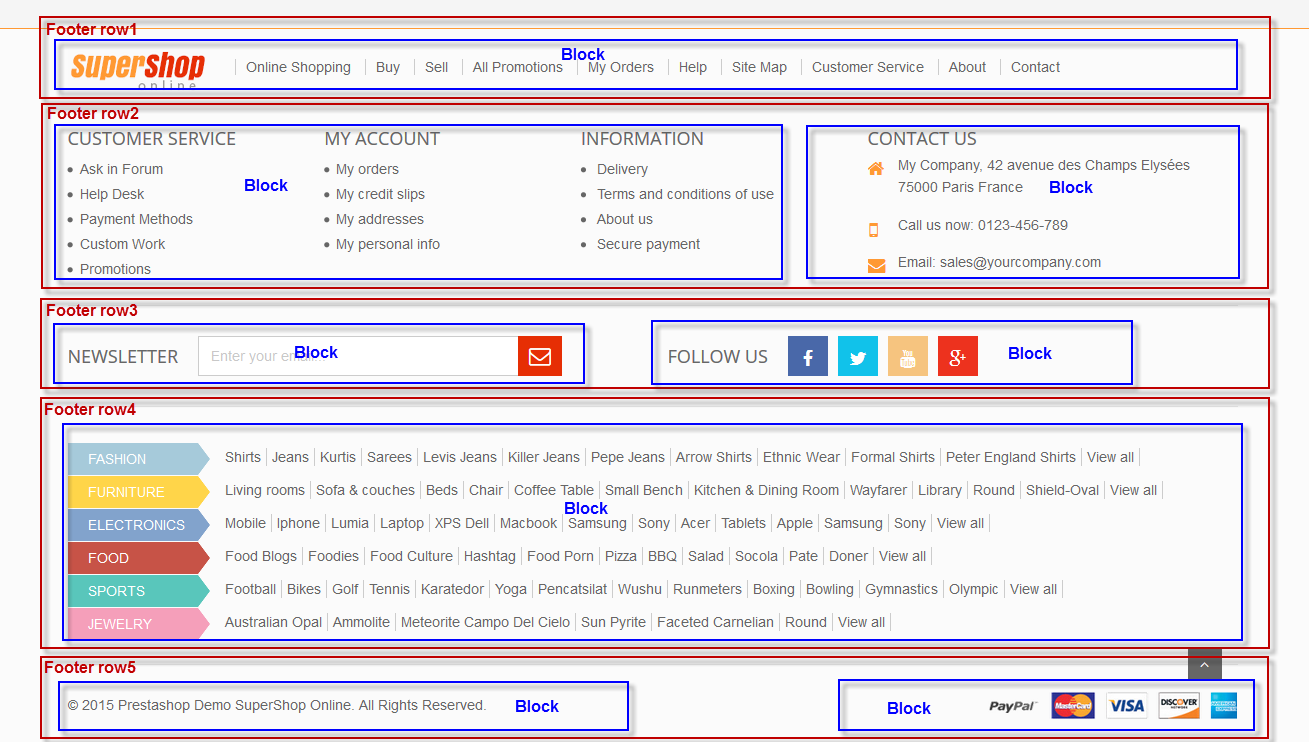 Footer row1
Block
superShop
online
Online Shopping Buy Sell All Promotions My Orders Help Site Map Customer Service About Contact
Footer row2
CUSTOMER SERVICE
Ask in Forum
Help Desk
Payment Methods
Custom Work
Promotions
Block
MY ACCOUNT
My orders
My credit slips
My addresses
My personal info
INFORMATION
Delivery
Terms and conditions of use
About us
Secure payment
CONTACT US
My Company, 42 avenue des Champs Elysées
75000 Paris France
Block
Call us now: 0123-456-789
Email: sales@yourcompany.com
Footer row3
NEWSLETTER
Enter your
Block
FOLLOW US
f
You
Tube
g+
Block
Footer row4
FASHION Shirts Jeans Kurtis Sarees Levis Jeans Killer Jeans Pepe Jeans Arrow Shirts Ethnic Wear Formal Shirts Peter England Shirts View all
FURNITURE Living rooms Sofa & couches Beds Chair Coffee Table Small Bench Kitchen & Dining Room Wayfarer Library Round Shield-Oval View all
Block
ELECTRONICS Mobile Iphone Lumia Laptop XPS Dell Macbook Samsung Sony Acer Tablets Apple Samsung Sony View all
FOOD Food Blogs Foodies Food Culture Hashtag Food Porn Pizza BBQ Salad Socola Pate Doner View all
SPORTS Football Bikes Golf Tennis Karatedor Yoga Pencatsilat Wushu Runmeters Boxing Bowling Gymnastics Olympic View all
JEWELRY Australian Opal Ammolite Meteorite Campo Del Cielo Sun Pyrite Faceted Carnelian Round View all
Footer row5
© 2015 Prestashop Demo SuperShop Online. All Rights Reserved.
Block
Block
PayPal
MasterCard
VISA
DISCOVER
NETWORK
AMERICAN
EXPRESS